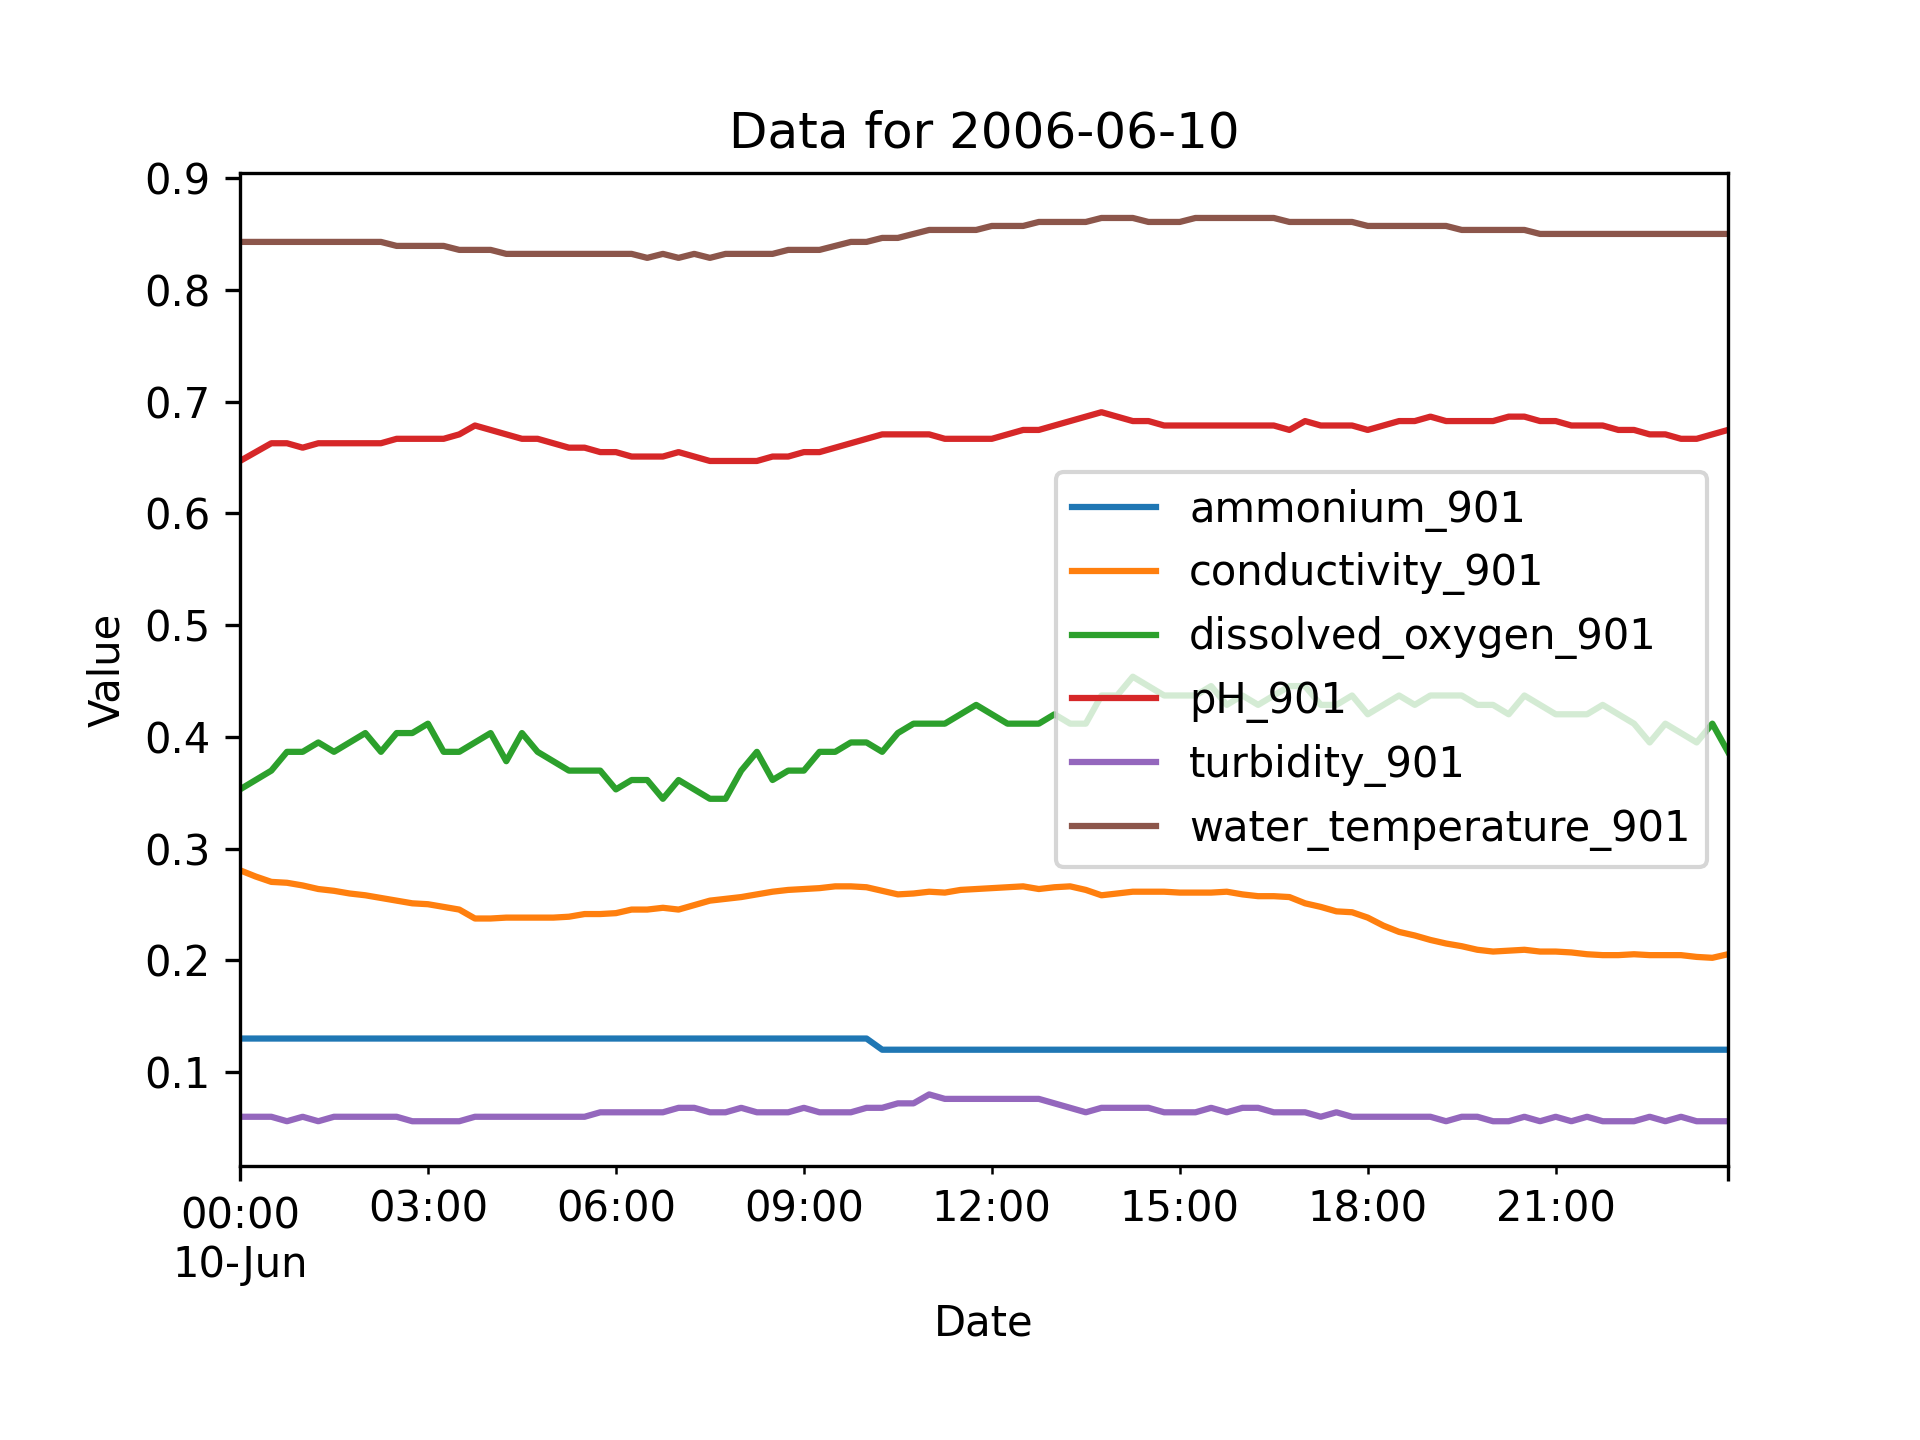 Data for 2006-06-10
0.9
0.8
0.7
0.6
0.5
0.4
0.3
0.2
0.1
Value
ammonium_901
conductivity_901
dissolved_oxygen_901
pH_901
turbidity_901
water_temperature_901
00:00 03:00 06:00 09:00 12:00 15:00 18:00 21:00
10-Jun
Date